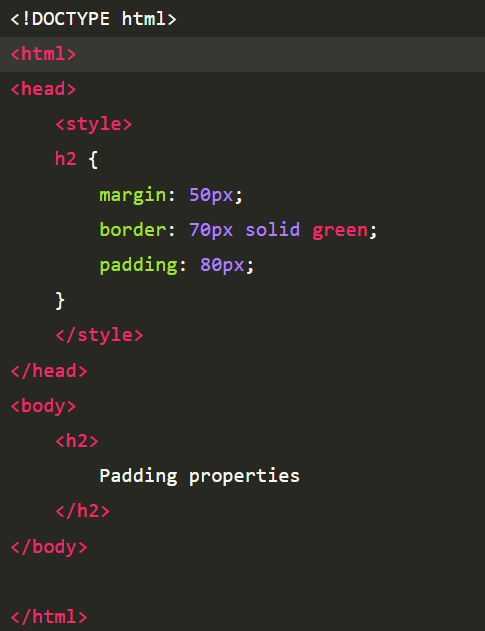 <!DOCTYPE html>
<html>
<head>
    <style>
    h2 {
        margin: 50px;
        border: 70px solid green;
        padding: 80px;
    }
    </style>
</head>
<body>
    <h2>
        Padding properties
    </h2>
</body>

</html>